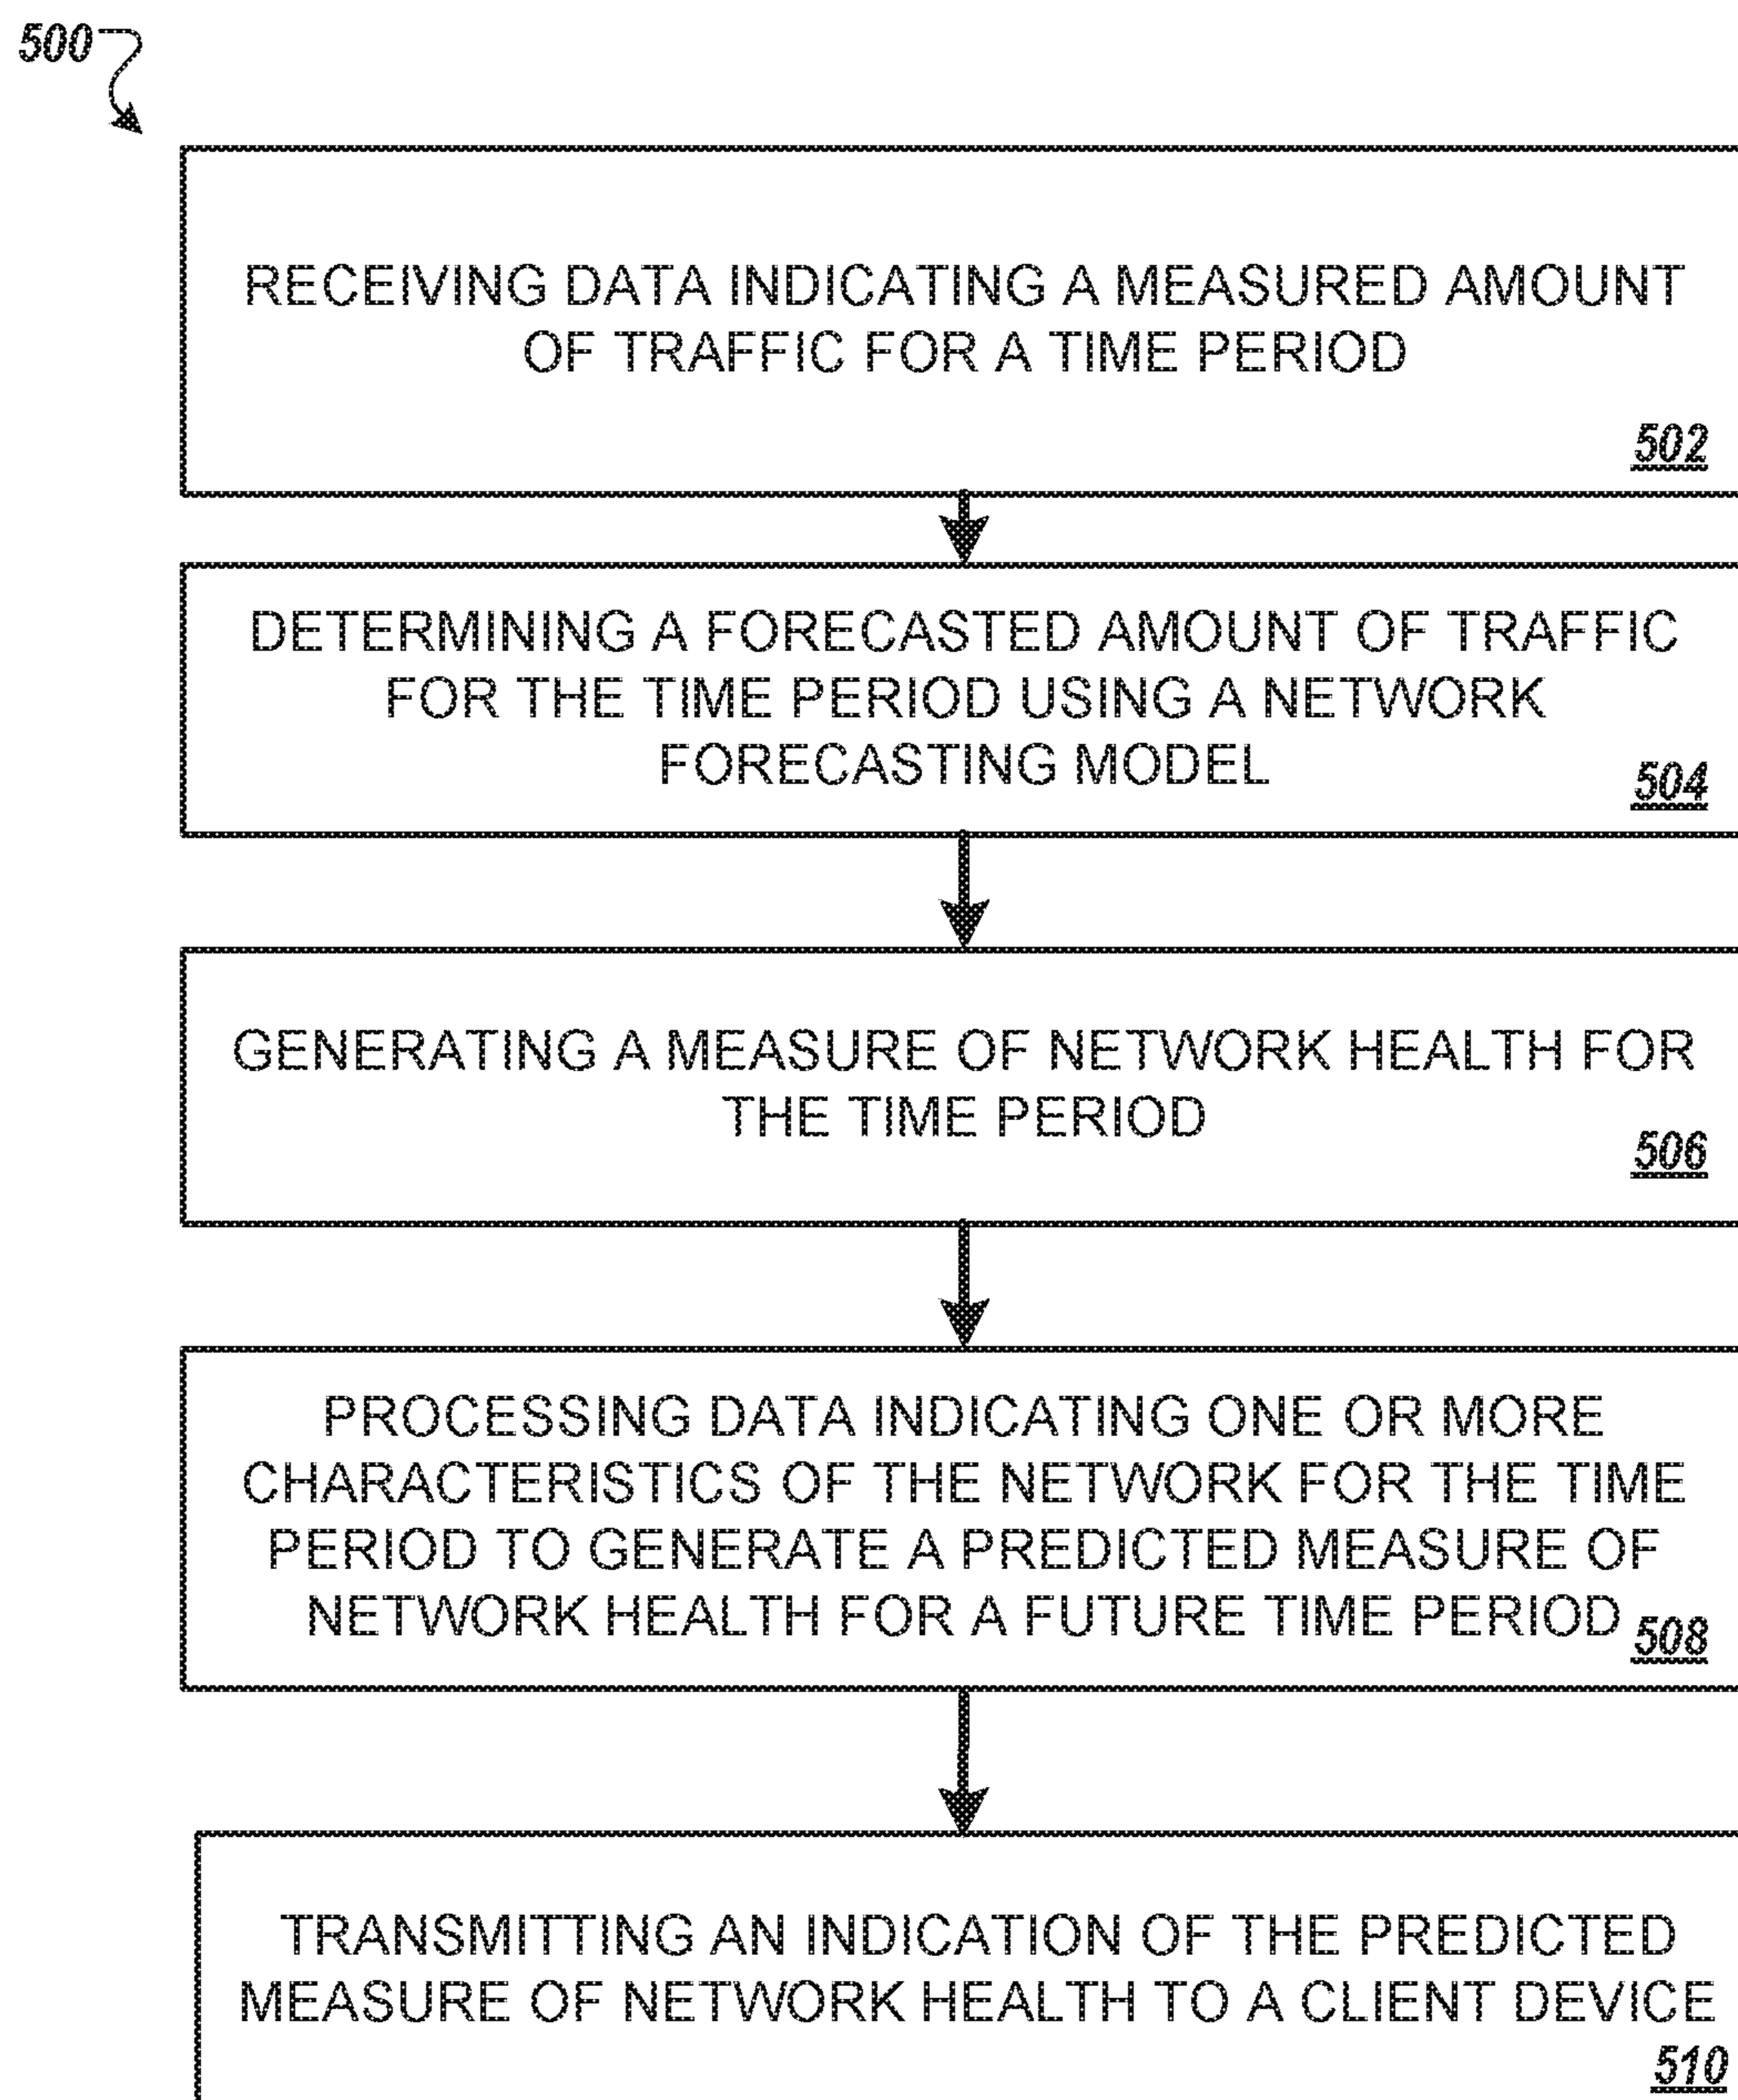 500
RECEIVING DATA INDICATING A MEASURED AMOUNT
OF TRAFFIC FOR A TIME PERIOD
502
DETERMINING A FORECASTED AMOUNT OF TRAFFIC
FOR THE TIME PERIOD USING A NETWORK
FORECASTING MODEL
504
GENERATING A MEASURE OF NETWORK HEALTH FOR
THE TIME PERIOD
506
PROCESSING DATA INDICATING ONE OR MORE
CHARACTERISTICS OF THE NETWORK FOR THE TIME
PERIOD TO GENERATE A PREDICTED MEASURE OF
NETWORK HEALTH FOR A FUTURE TIME PERIOD
508
TRANSMITTING AN INDICATION OF THE PREDICTED
MEASURE OF NETWORK HEALTH TO A CLIENT DEVICE
510